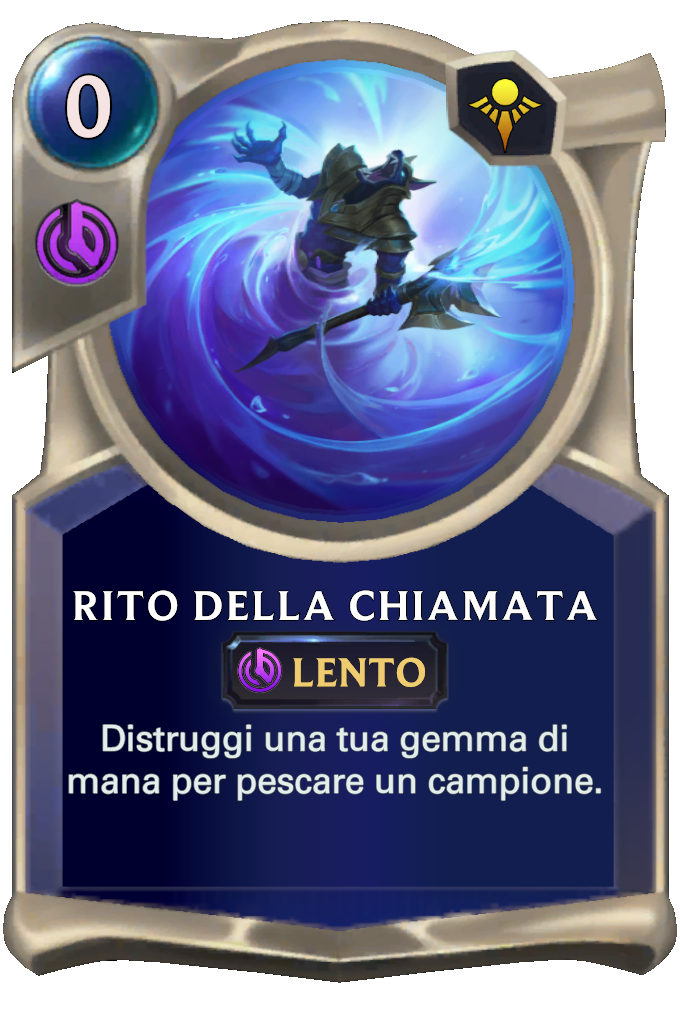 0
RITO DELLA CHIAMATA
LENTO
Distruggi una tua gemma di
mana per pescare un campione.